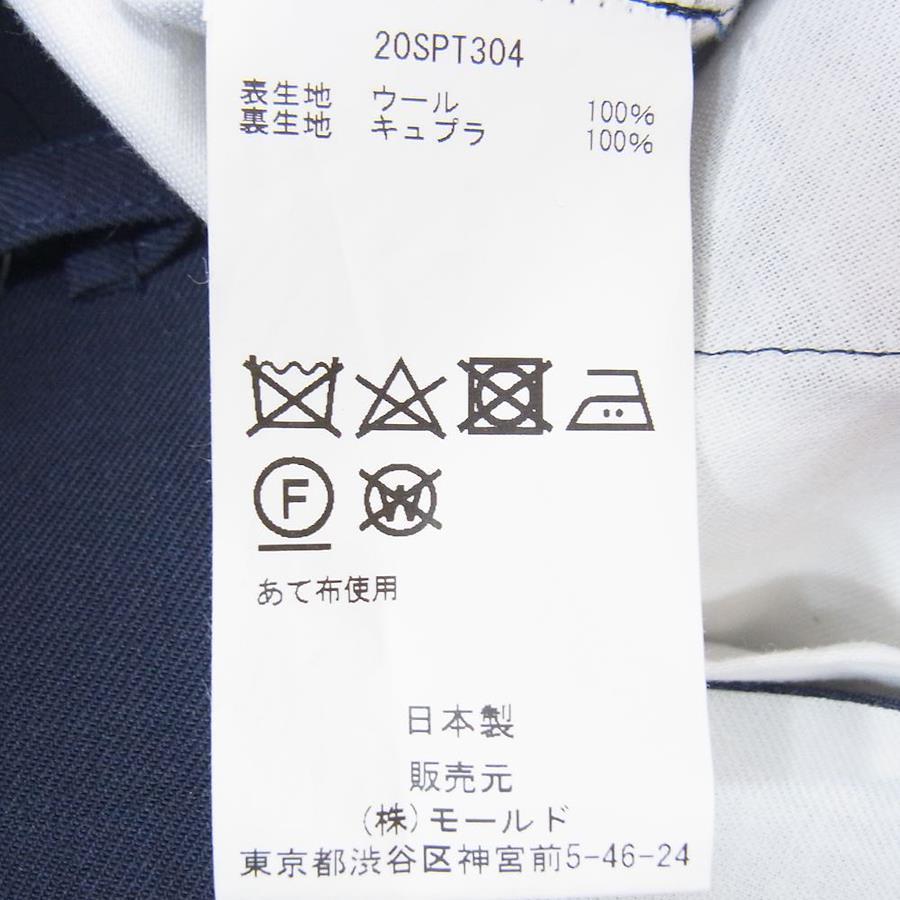 20SPT304
表生地 ウール 100%
裏生地 キュプラ 100%
F W
あて布使用
日本製
販売元
(株)モールド
東京都渋谷区神宮前5-46-24